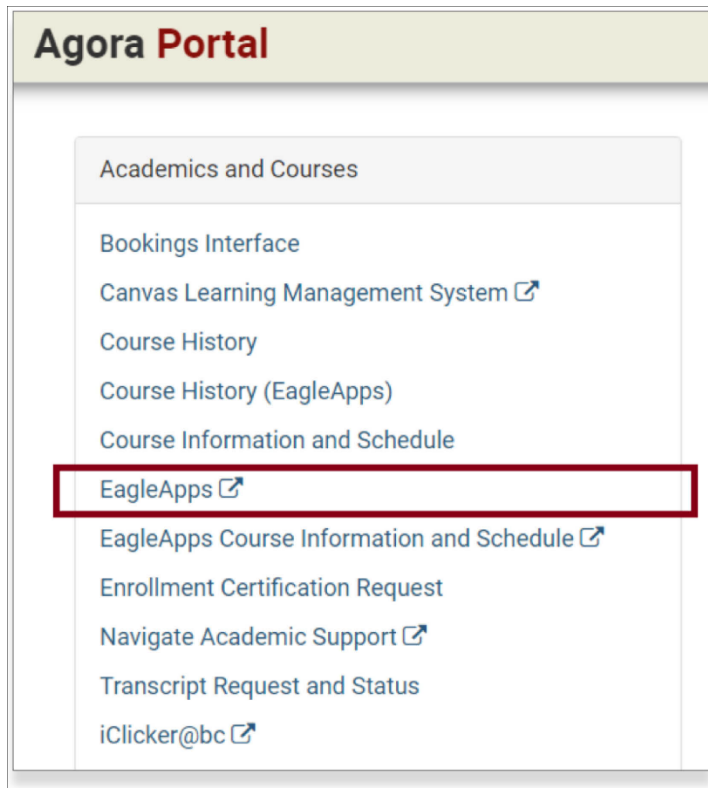 Agora Portal
Academics and Courses
Bookings Interface
Canvas Learning Management System
Course History
Course History (EagleApps)
Course Information and Schedule
EagleApps
EagleApps Course Information and Schedule
Enrollment Certification Request
Navigate Academic Support
Transcript Request and Status
iClicker@bc